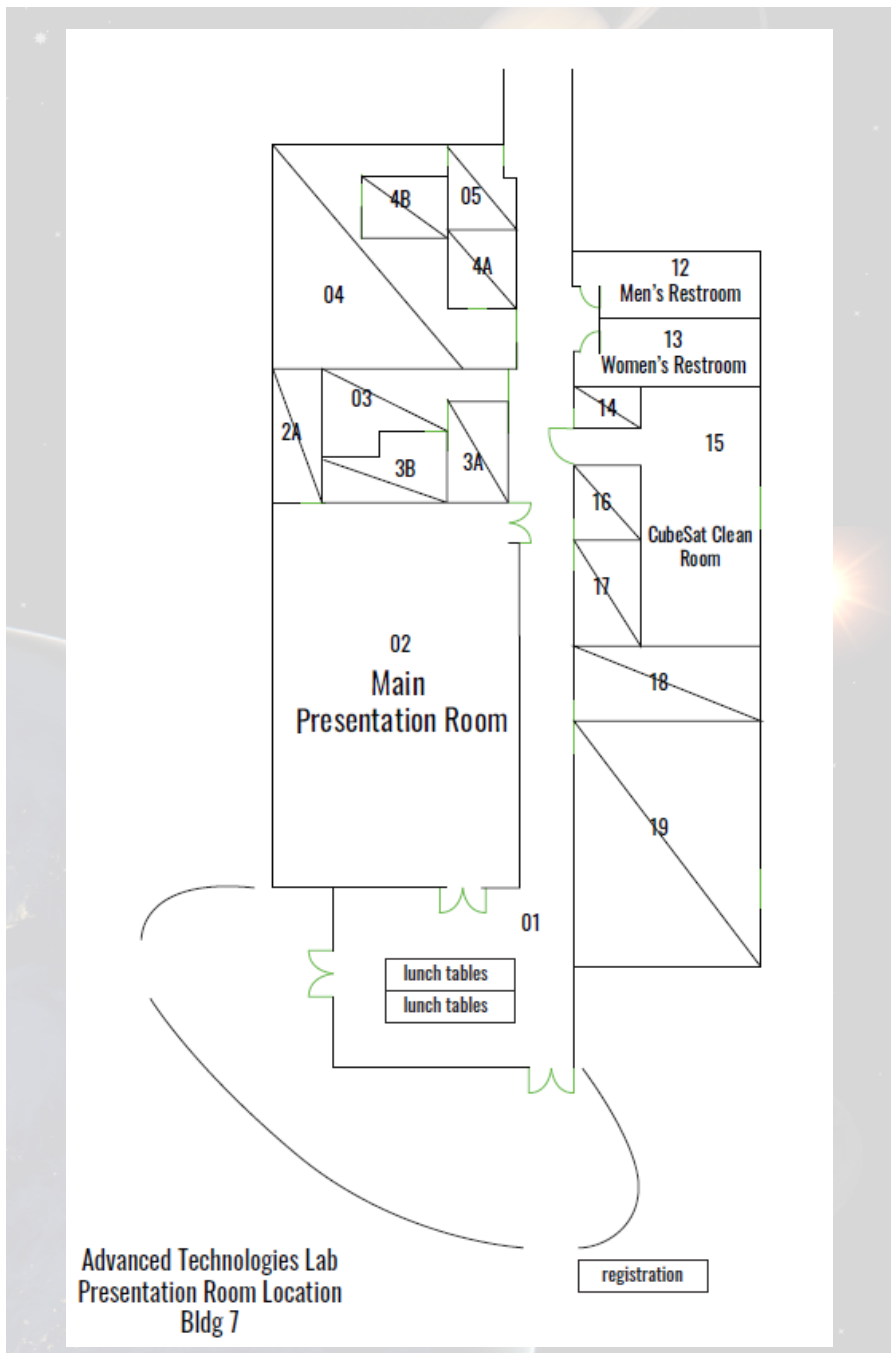 4B
05
4A
04
12
Men's Restroom
13
Women's Restroom
03
14
2A
15
3B
3A
16
CubeSat Clean
Room
17
02
Main
Presentation Room
18
19
01
lunch tables
lunch tables
registration
Advanced Technologies Lab
Presentation Room Location
Bldg 7